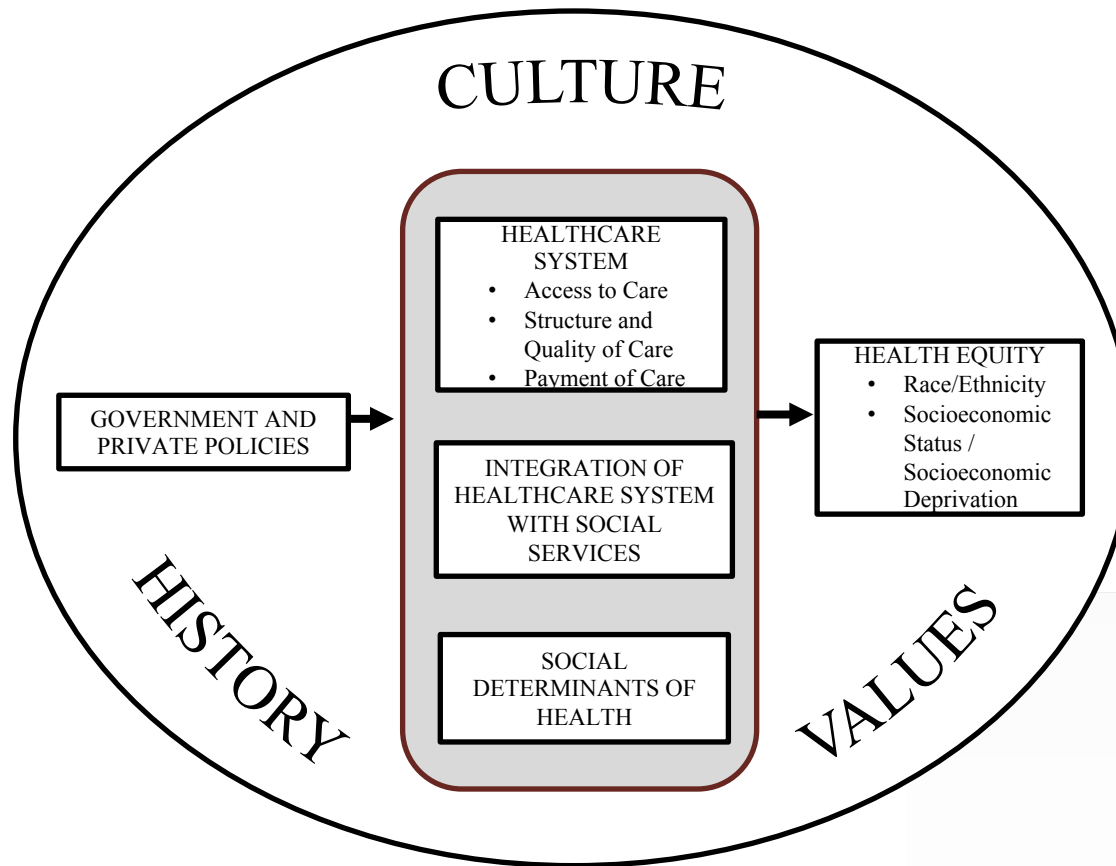 CULTURE
HEALTHCARE
SYSTEM
• Access to Care
• Structure and
Quality of Care
• Payment of Care
GOVERNMENT AND
PRIVATE POLICIES
INTEGRATION OF
HEALTHCARE SYSTEM
WITH SOCIAL
SERVICES
SOCIAL
DETERMINANTS OF
HEALTH
HEALTH EQUITY
• Race/Ethnicity
• Socioeconomic
Status /
Socioeconomic
Deprivation
HISTORY
VALUES